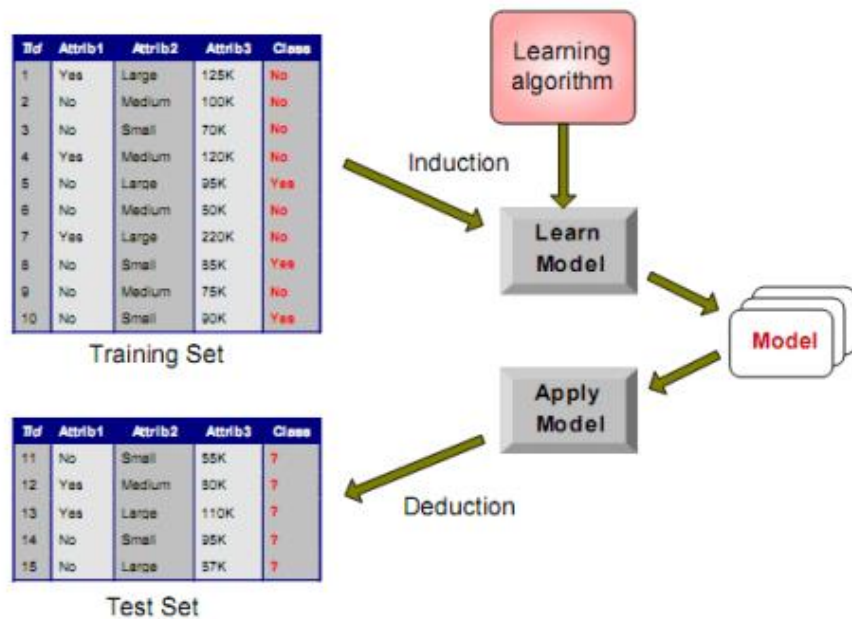 Tid Attrib1 Attrib2 Attrib3 Class
1 Yes Large 125K No
2 No Medium 100K No
3 No Small 70K No
4 Yes Medium 120K No
5 No Large 95K Yes
6 No Medium 60K No
7 Yes Large 220K No
8 No Small 85K Yes
9 No Medium 75K No
10 No Small 90K Yes
Training Set
Learning
algorithm
Induction
Learn
Model
Model
Apply
Model
Deduction
Tid Attrib1 Attrib2 Attrib3 Class
11 No Small 55K ?
12 Yes Medium 80K ?
13 Yes Large 110K ?
14 No Small 95K ?
15 No Large 67K ?
Test Set